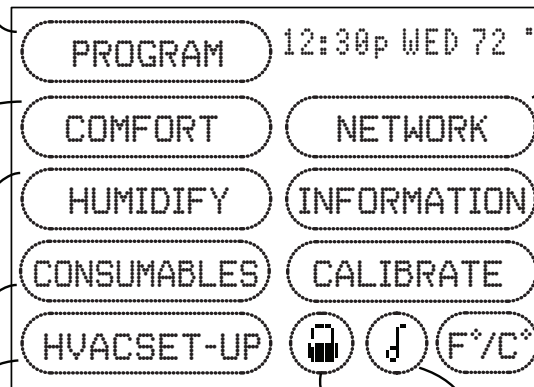 PROGRAM 12:30p WED 72 °
COMFORT NETWORK
HUMIDIFY INFORMATION
CONSUMABLES CALIBRATE
HVACSET-UP F°/C°